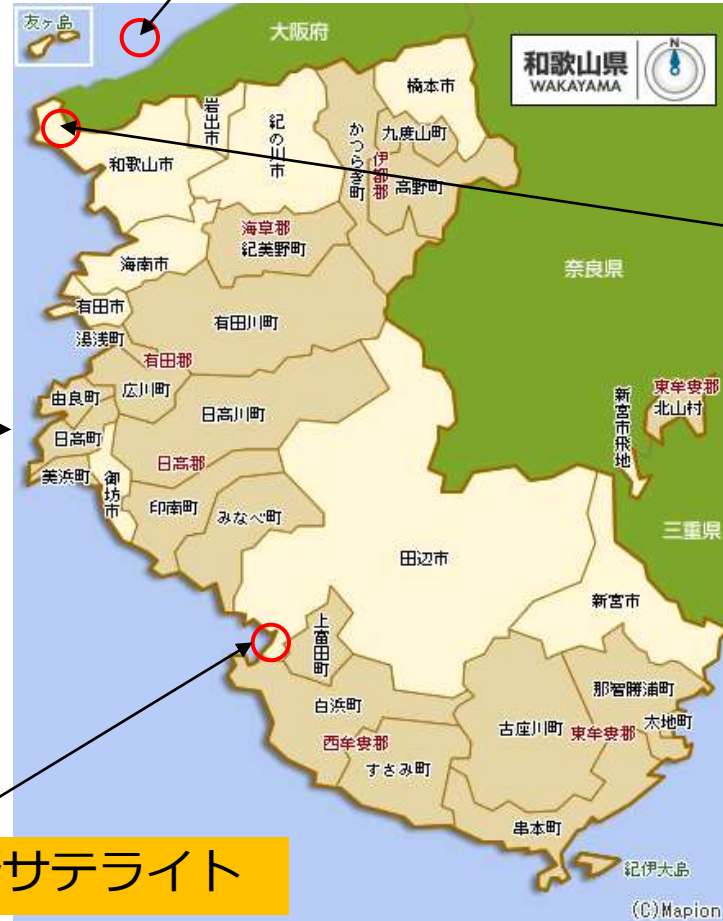 友ヶ島
大阪府
和歌山県
WAKAYAMA
N
橋本市
岩出市
紀の川市
かつらぎ町
九度山町
伊都郡
高野町
和歌山市
海草郡
紀美野町
海南市
奈良県
有田市
有田川町
湯浅町
有田郡
広川町
由良町
日高川町
新宮市飛地
東牟婁郡
北山村
日高町
日高郡
美浜町
御坊市
印南町
みなべ町
三重県
田辺市
新宮市
上富田町
那智勝浦町
白浜町
古座川町
東牟婁郡
太地町
西牟婁郡
すさみ町
串本町
サテライト
紀伊大島
(C)Mapion